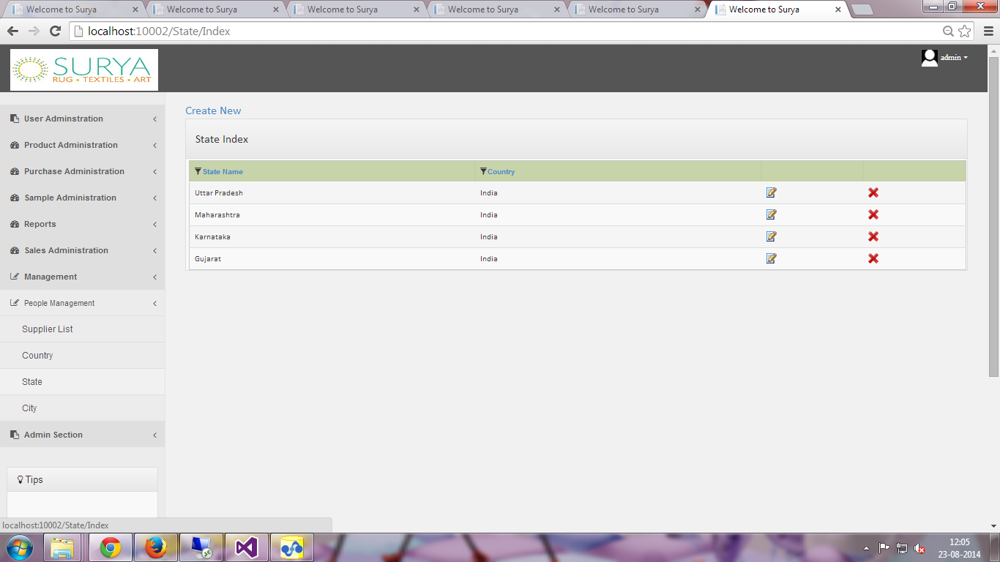 Welcome to Surya Welcome to Surya Welcome to Surya Welcome to Surya Welcome to Surya Welcome to Surya
localhost:10002/State/Index
SURYA
RUG • TEXTILES • ART
admin
User Adminstration
Product Administration
Purchase Administration
Sample Administration
Reports
Sales Administration
Management
People Management
Supplier List
Country
State
City
Admin Section
Tips
Create New
State Index
State Name Country
Uttar Pradesh India
Maharashtra India
Karnataka India
Gujarat India
localhost:10002/State/Index
12:05
23-08-2014